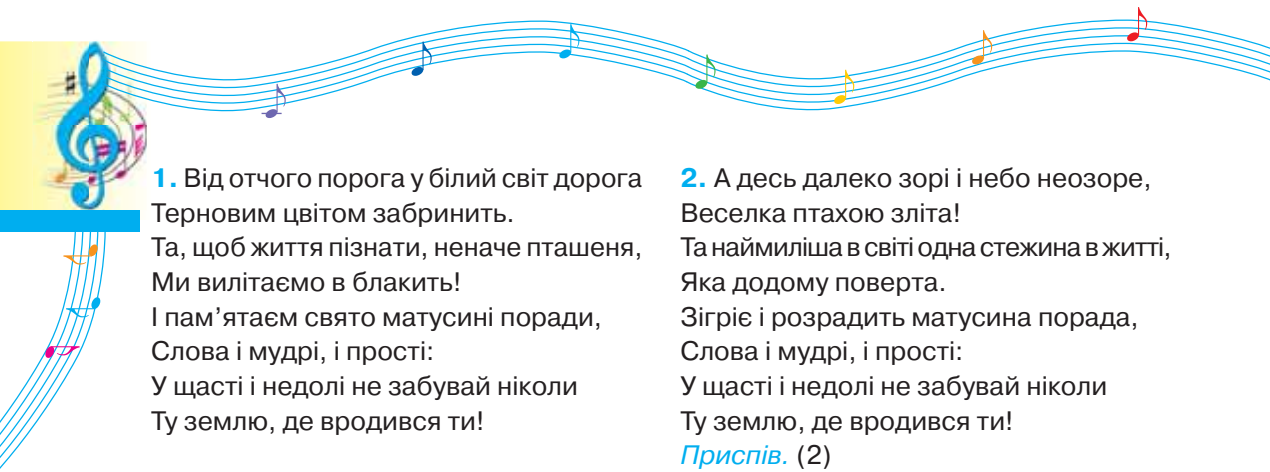 1. Від отчого порога у білий світ дорога
Терновим цвітом забринить.
Та, щоб життя пізнати, неначе пташеня,
Ми вилітаємо в блакить!
І пам’ятаєм свято матусині поради,
Слова і мудрі, і прості:
У щасті і недолі не забувай ніколи
Ту землю, де вродився ти!
2. А десь далеко зорі і небо неозоре,
Веселка птахою зліта!
Та наймиліша в світі одна стежина в житті,
Яка додому поверта.
Зігріє і розрадить матусина порада,
Слова і мудрі, і прості:
У щасті і недолі не забувай ніколи
Ту землю, де вродився ти!
Приспів. (2)